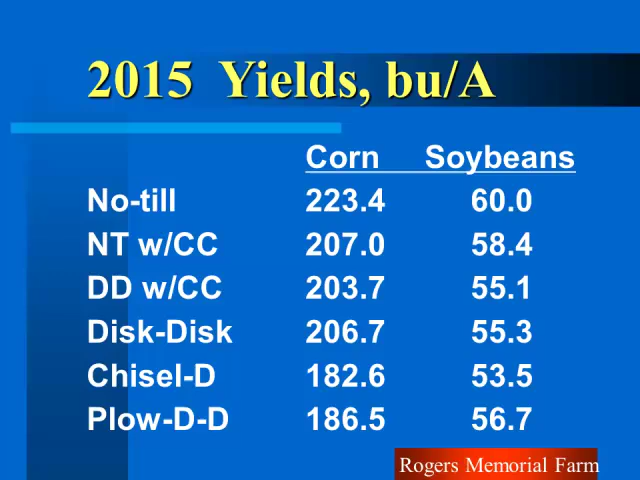 2015 Yields, bu/A
Corn Soybeans
No-till 223.4 60.0
NT w/CC 207.0 58.4
DD w/CC 203.7 55.1
Disk-Disk 206.7 55.3
Chisel-D 182.6 53.5
Plow-D-D 186.5 56.7
Rogers Memorial Farm